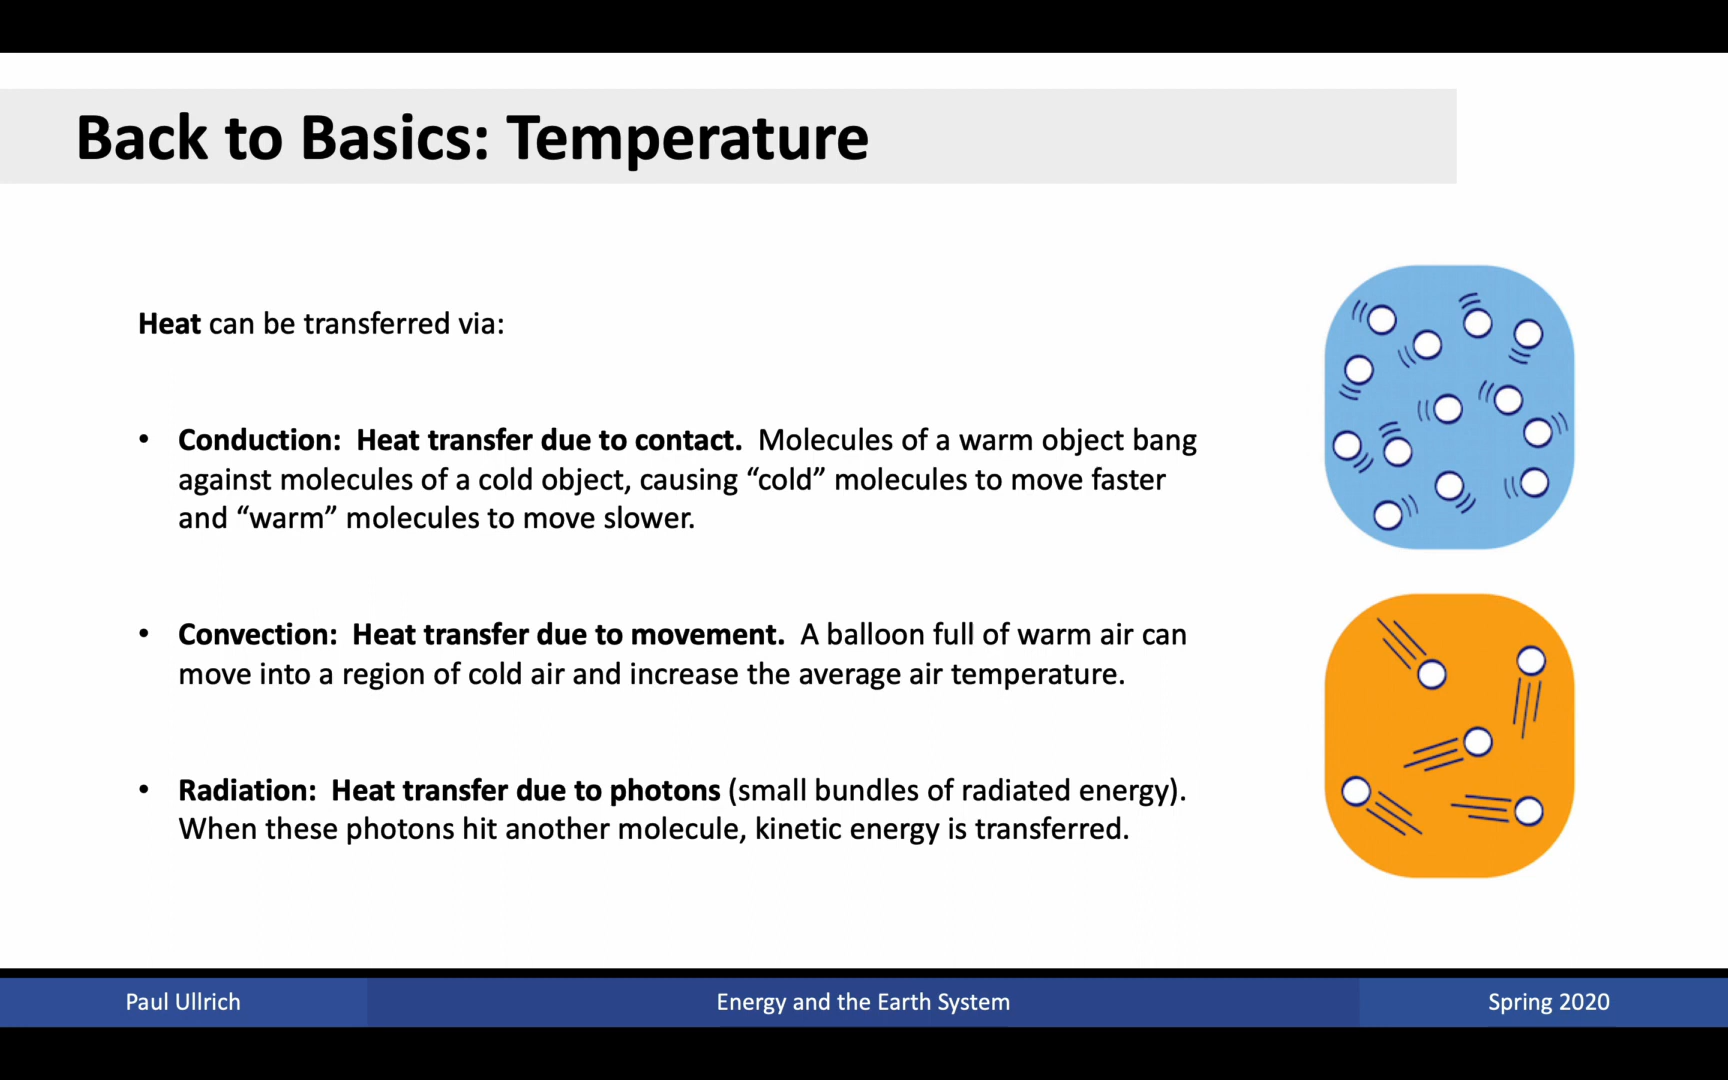 Back to Basics: Temperature
Heat can be transferred via:
• Conduction:  Heat transfer due to contact.  Molecules of a warm object bang
against molecules of a cold object, causing “cold” molecules to move faster
and “warm” molecules to move slower.
• Convection:  Heat transfer due to movement.  A balloon full of warm air can
move into a region of cold air and increase the average air temperature.
• Radiation:  Heat transfer due to photons (small bundles of radiated energy).
When these photons hit another molecule, kinetic energy is transferred.
Paul Ullrich
Energy and the Earth System
Spring 2020